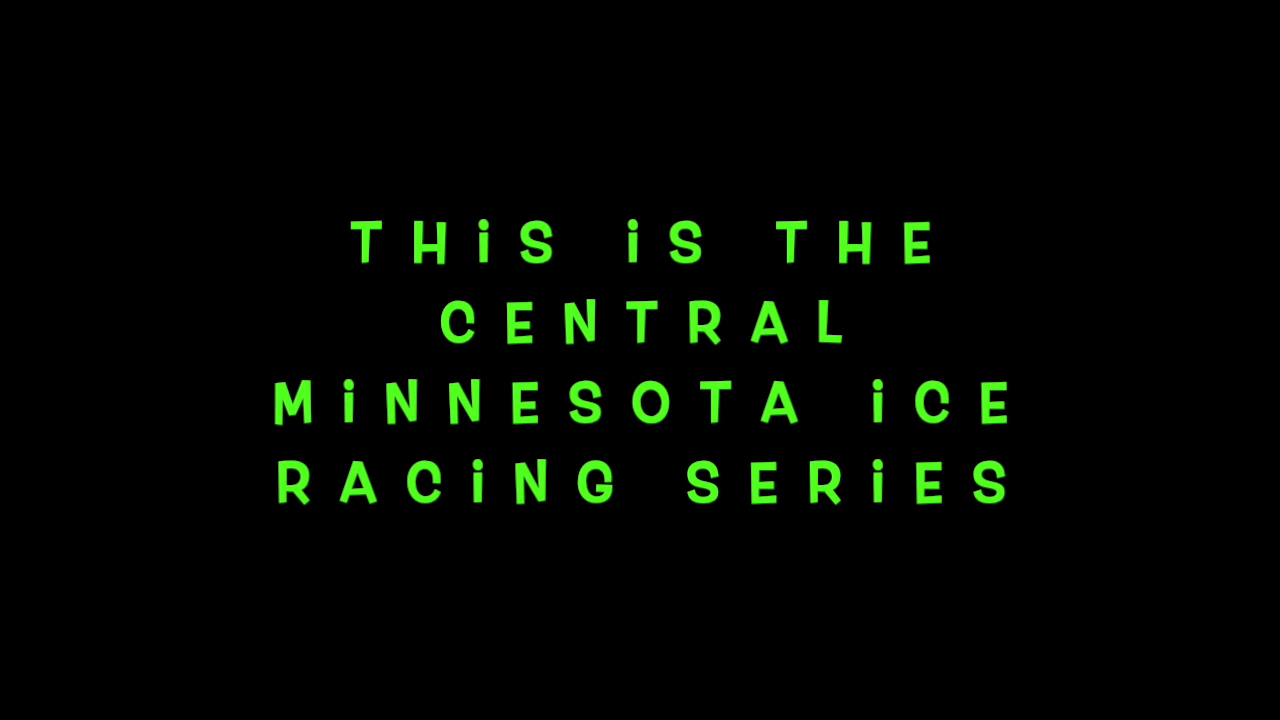 THiS iS THE
CENTRAL
MiNNESOTA iCE
RACiNG SERiES